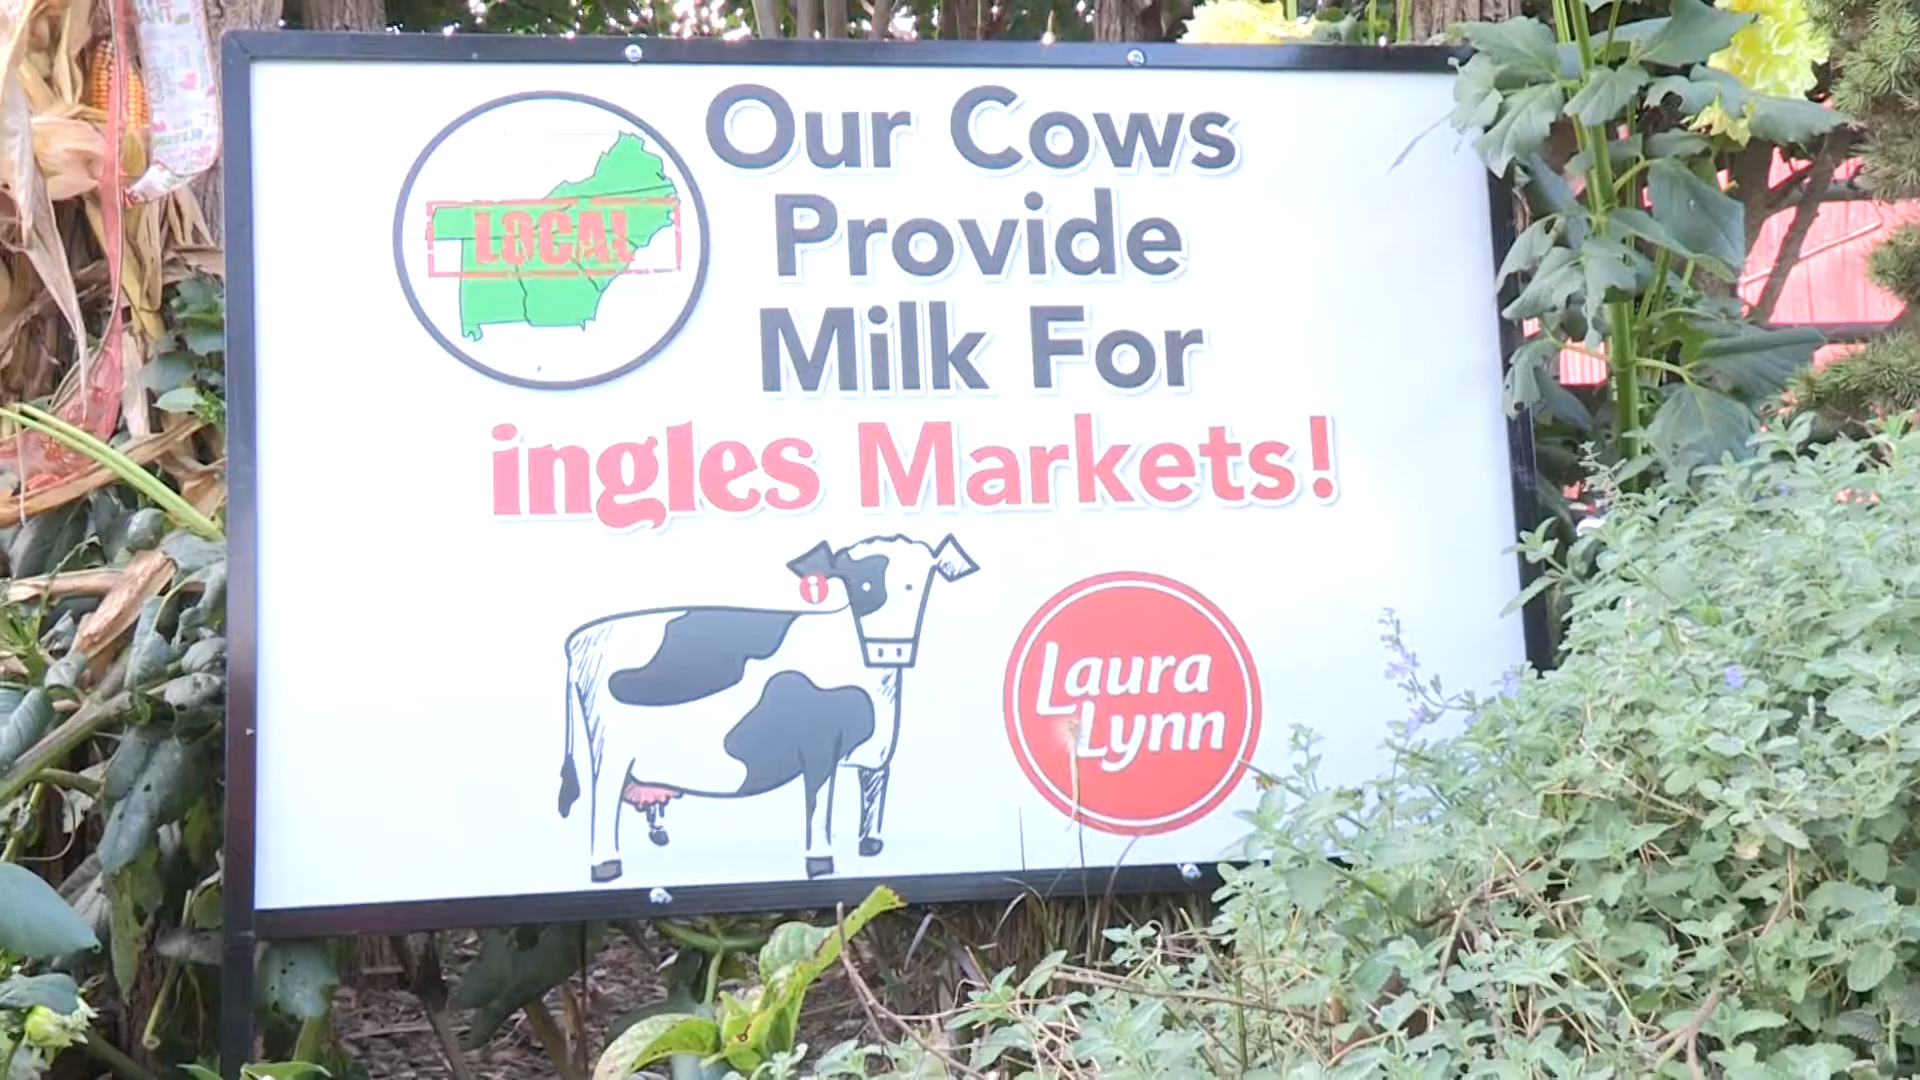 LOCAL
Our Cows
Provide
Milk For
ingles Markets!
i
Laura
Lynn